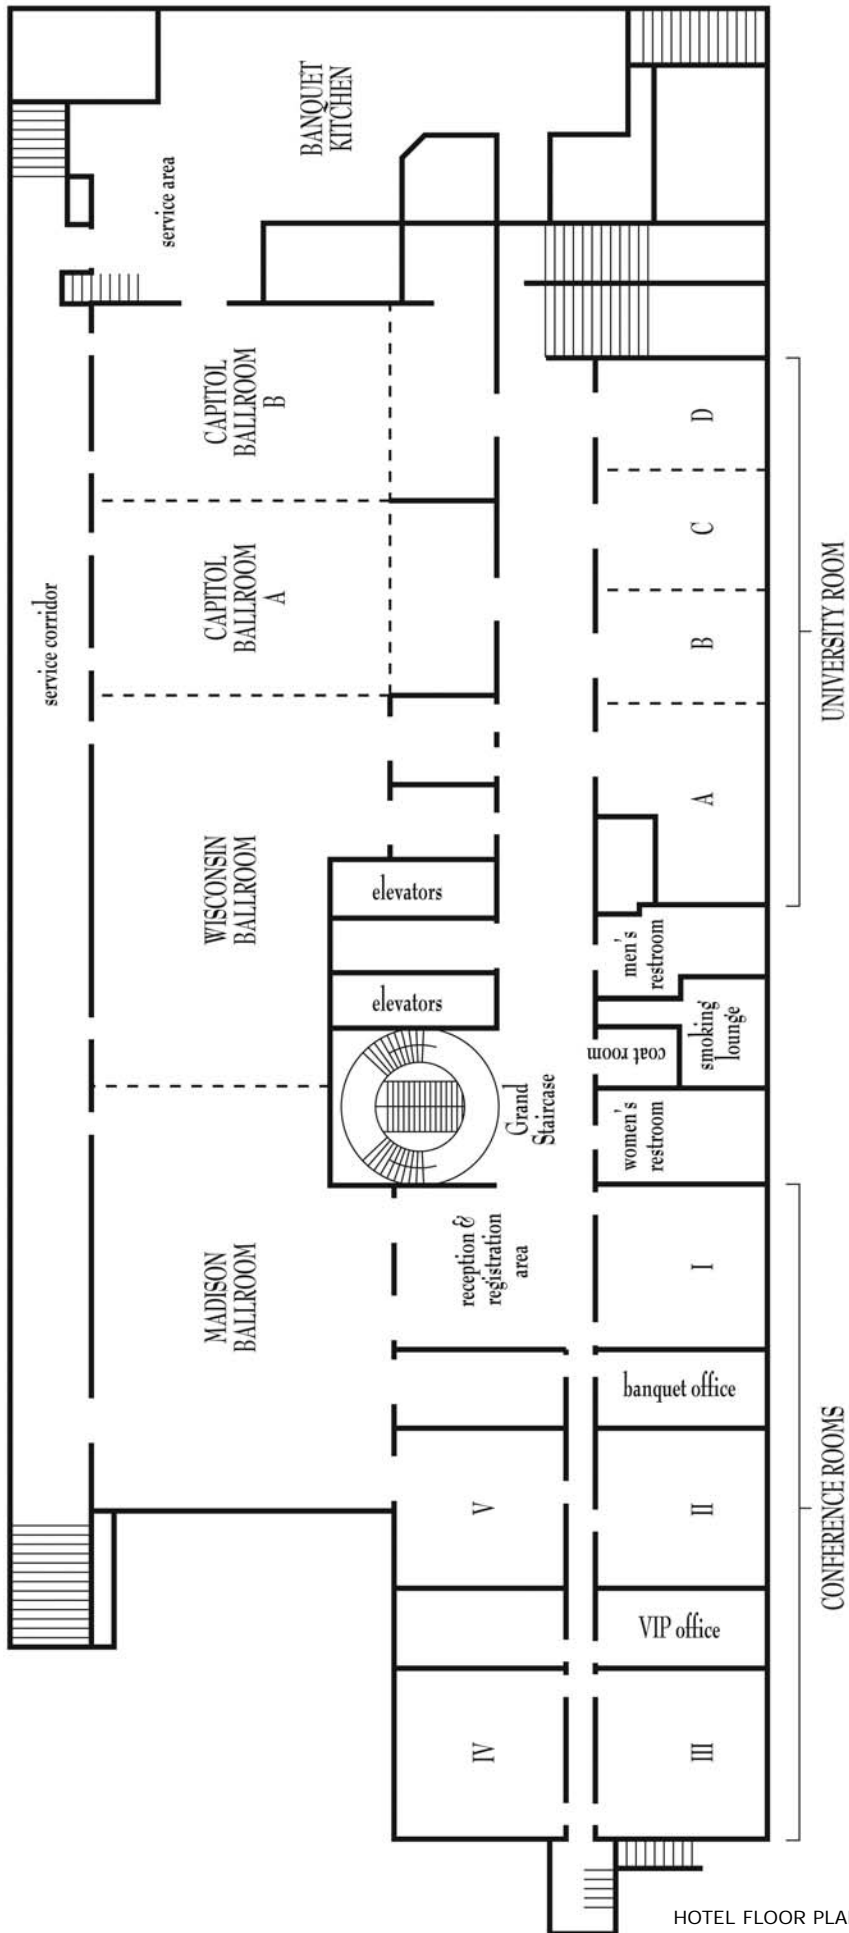 BANQUET
KITCHEN
service area
CAPITOL
BALLROOM
B
CAPITOL
BALLROOM
A
service corridor
WISCONSIN
BALLROOM
MADISON
BALLROOM
elevators
elevators
Grand
Staircase
reception &
registration
area
D
C
B
A
UNIVERSITY ROOM
men's
restroom
smoking
lounge
coat room
women's
restroom
I
banquet office
II
VIP office
III
IV
V
CONFERENCE ROOMS
HOTEL FLOOR PLA